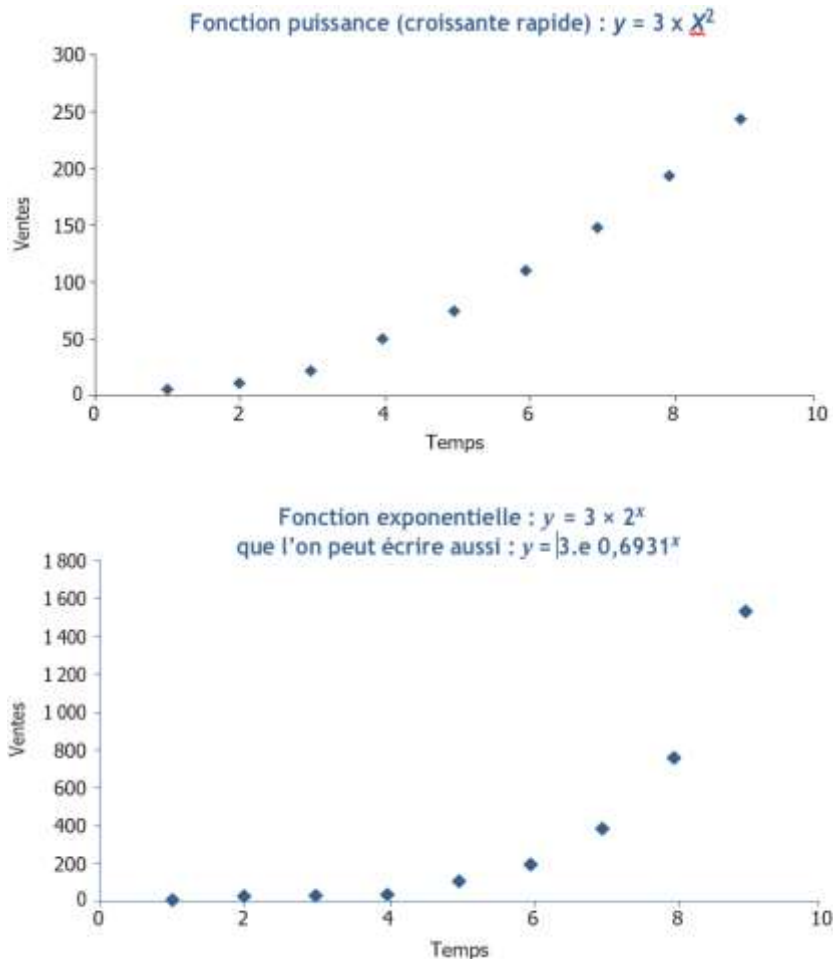 Fonction puissance (croissante rapide) : y = 3 x X²
300
250
200
150
100
50
0
Ventes
0 2 4 6 8 10
Temps
Fonction exponentielle : y = 3 × 2ˣ
que l'on peut écrire aussi : y = 3.e 0,6931ˣ
1 800
1 600
1 400
1 200
1 000
800
600
400
200
0
Ventes
0 2 4 6 8 10
Temps